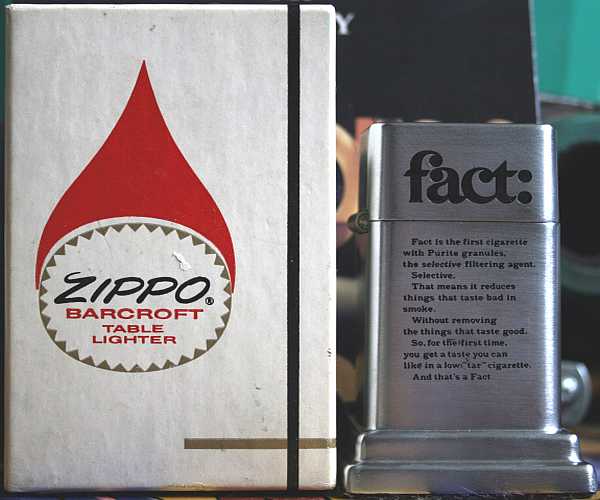 Y
ZIPPO®
BARCROFT
TABLE
LIGHTER
fact:
Fact is the first cigarette
with Purite granules,
the selective filtering agent.
Selective.
That means it reduces
things that taste bad in
smoke.
Without removing
the things that taste good.
So, for the first time,
you get a taste you can
like in a low "tar" cigarette.
And that's a Fact